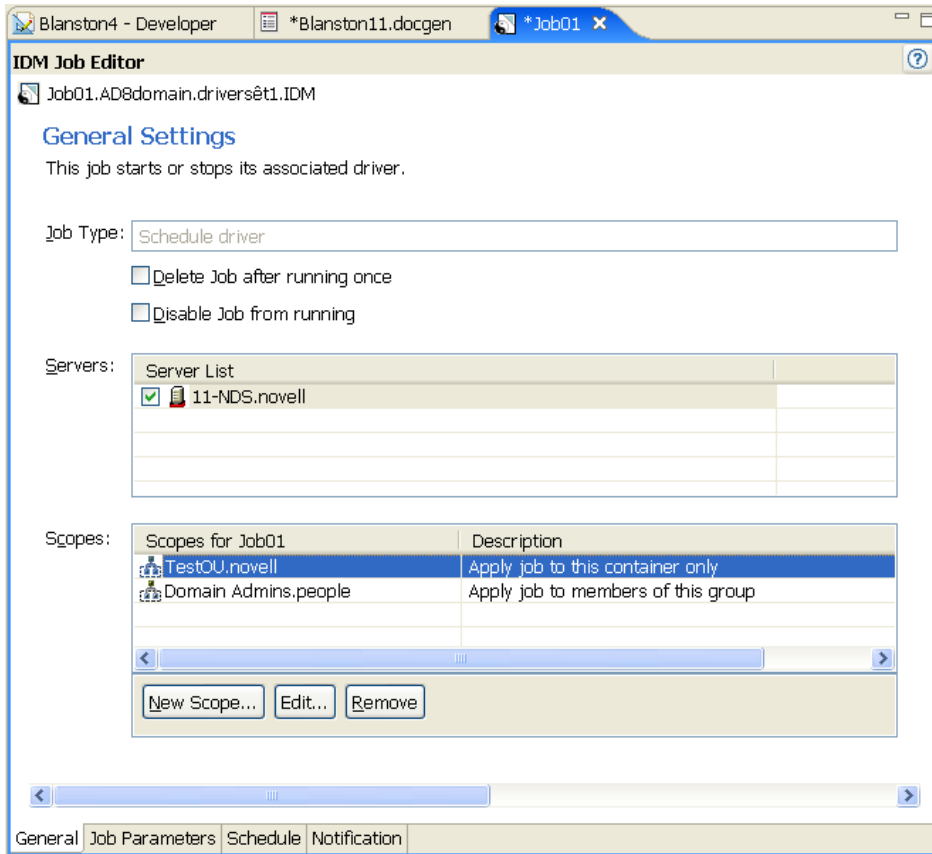 Blanston4 - Developer *Blanston11.docgen *Job01
IDM Job Editor
Job01.AD8domain.driversêt1.IDM
General Settings
This job starts or stops its associated driver.
Job Type: Schedule driver
Delete Job after running once
Disable Job from running
Servers: Server List
11-NDS.novell
Scopes: Scopes for Job01 Description
TestOU.novell Apply job to this container only
Domain Admins.people Apply job to members of this group
New Scope... Edit... Remove
General Job Parameters Schedule Notification